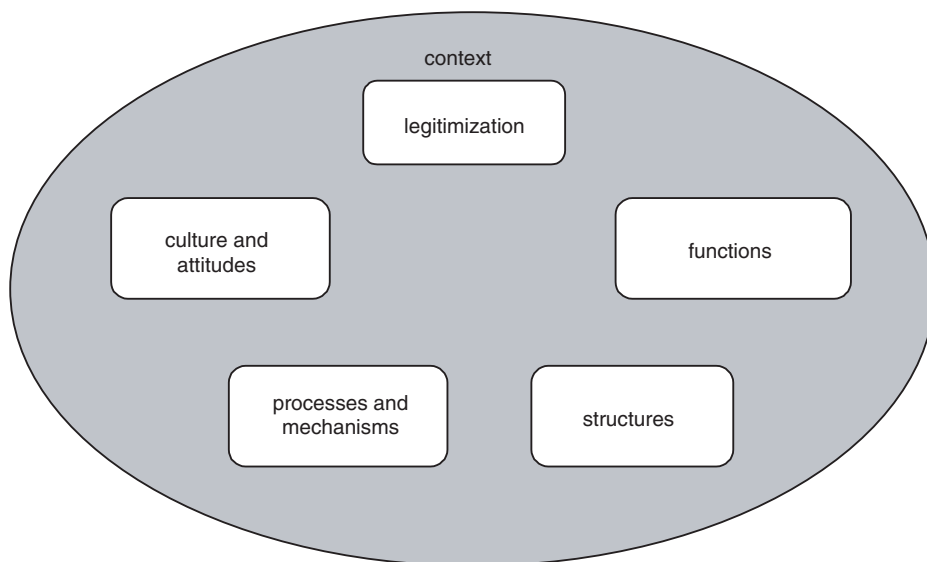 context
legitimization
culture and
attitudes
functions
processes and
mechanisms
structures